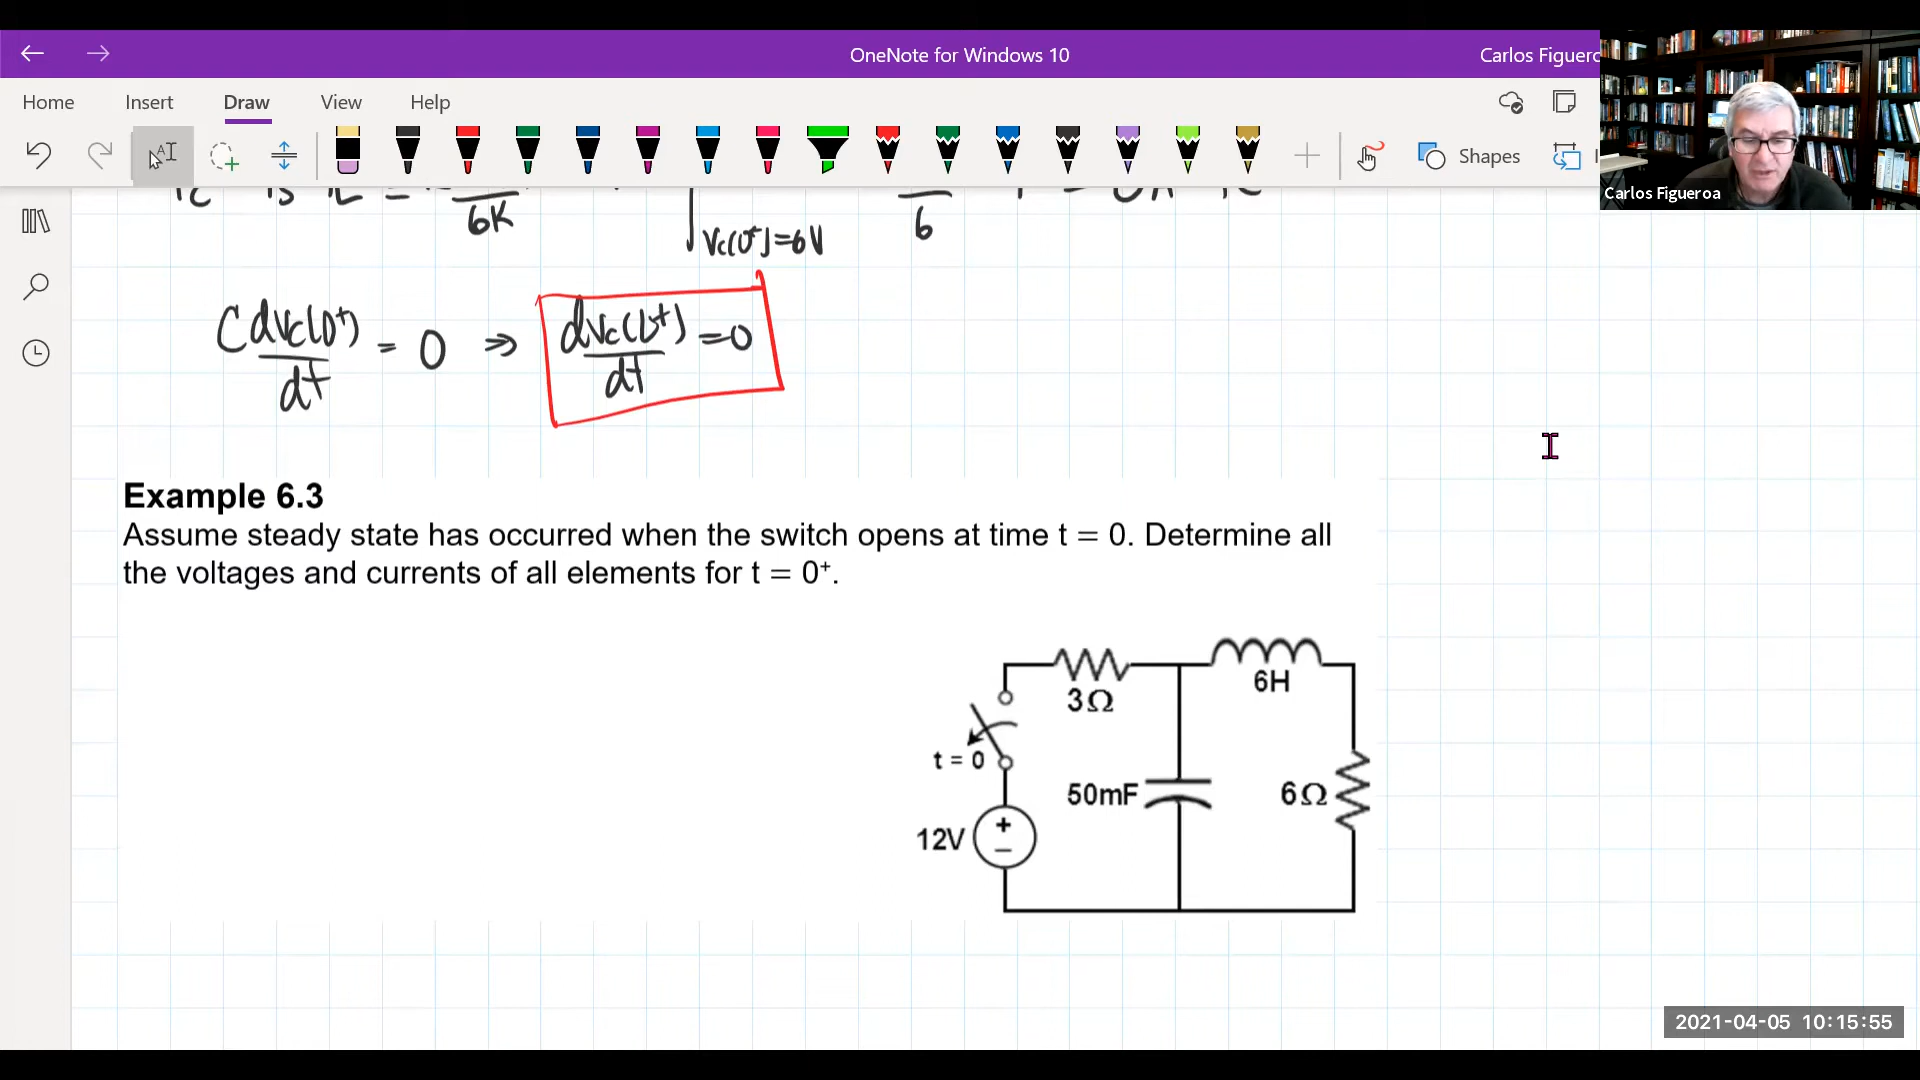 OneNote for Windows 10
Carlos Figuero
Home Insert Draw View Help
Shapes
Carlos Figueroa
6K
Vc(0⁺)=6V
6
C dVc(0⁺)/dt = 0 ⇒ dVc(0⁺)/dt = 0
Example 6.3
Assume steady state has occurred when the switch opens at time t = 0. Determine all
the voltages and currents of all elements for t = 0⁺.
6H
3Ω
t = 0
50mF
6Ω
12V
2021-04-05 10:15:55